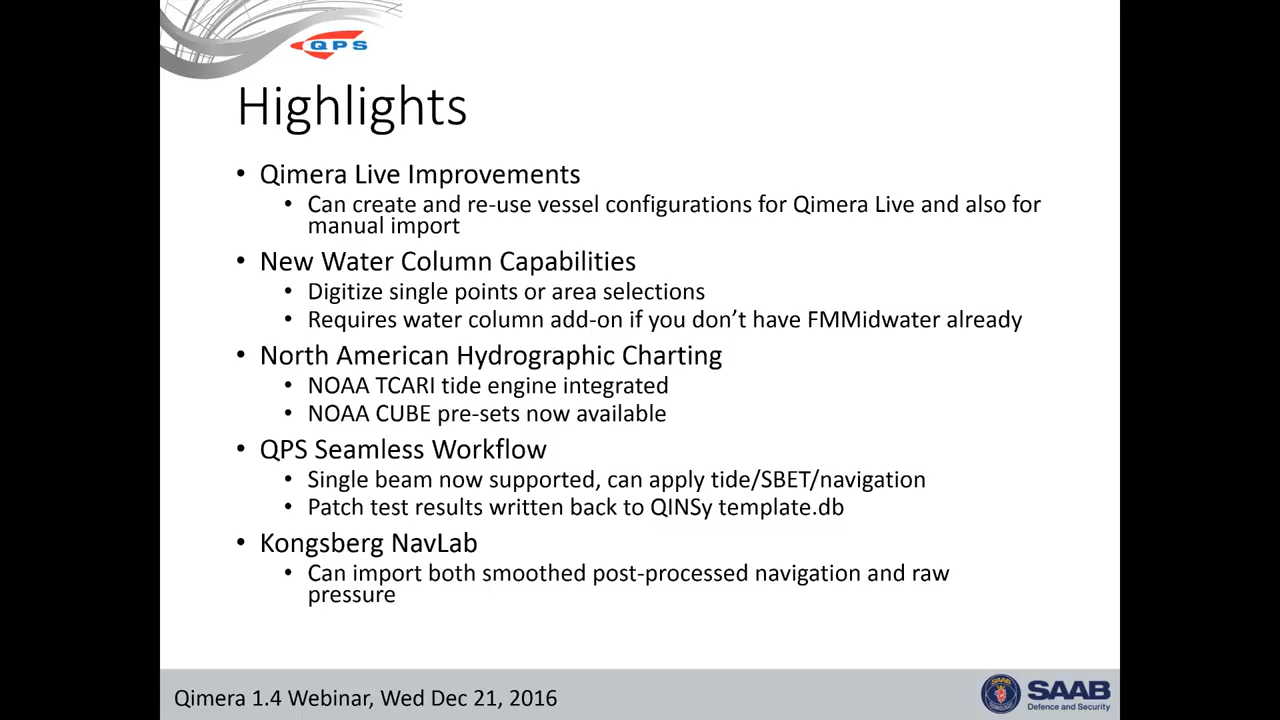 QPS
Highlights
• Qimera Live Improvements
• Can create and re-use vessel configurations for Qimera Live and also for
manual import
• New Water Column Capabilities
• Digitize single points or area selections
• Requires water column add-on if you don’t have FMMidwater already
• North American Hydrographic Charting
• NOAA TCARI tide engine integrated
• NOAA CUBE pre-sets now available
• QPS Seamless Workflow
• Single beam now supported, can apply tide/SBET/navigation
• Patch test results written back to QINSy template.db
• Kongsberg NavLab
• Can import both smoothed post-processed navigation and raw
pressure
Qimera 1.4 Webinar, Wed Dec 21, 2016
SAAB
SAAB
Defence and Security